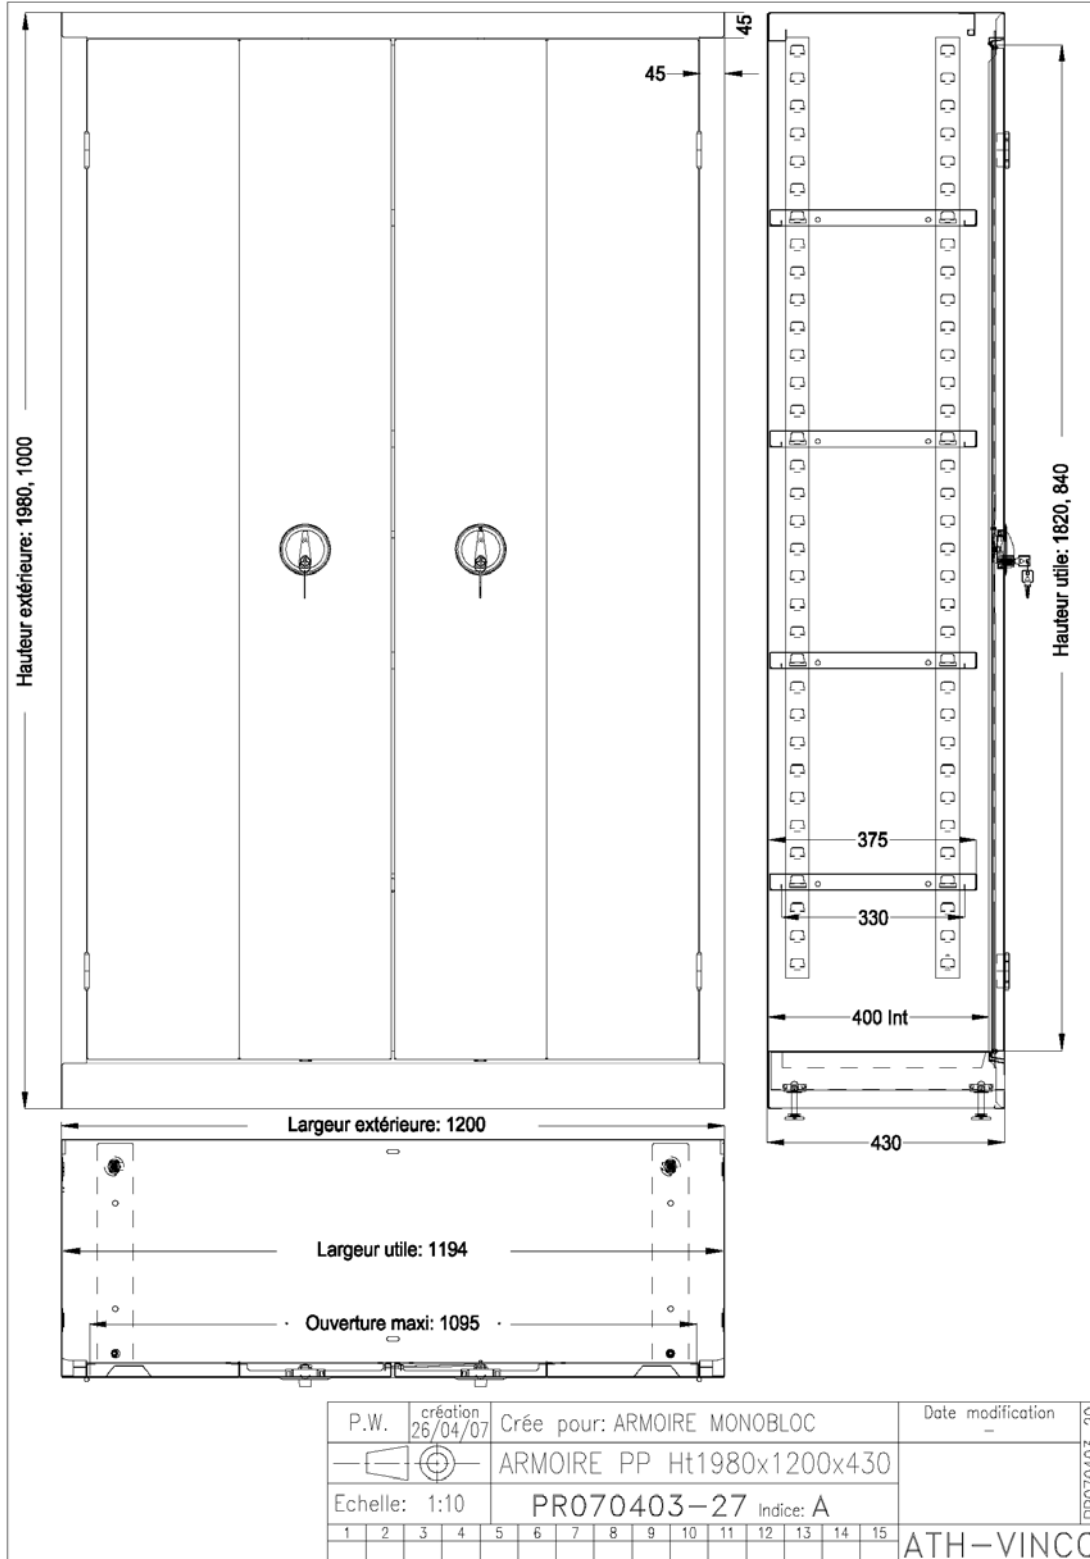 45
45
Hauteur extérieure: 1980, 1000
Hauteur utile: 1820, 840
375
330
400 Int
430
Largeur extérieure: 1200
Largeur utile: 1194
Ouverture maxi: 1095
P.W.
création
26/04/07
Crée pour: ARMOIRE MONOBLOC
Date modification
–
ARMOIRE PP Ht1980x1200x430
Echelle: 1:10
PR070403-27 Indice: A
1 2 3 4 5 6 7 8 9 10 11 12 13 14 15
ATH-VINCO